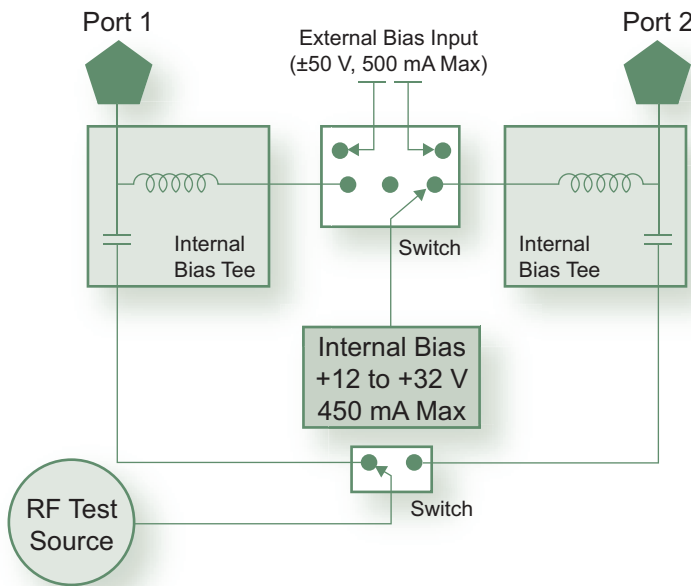 Port 1
External Bias Input
(±50 V, 500 mA Max)
Port 2
Internal
Bias Tee
Switch
Internal
Bias Tee
Internal Bias
+12 to +32 V
450 mA Max
RF Test
Source
Switch